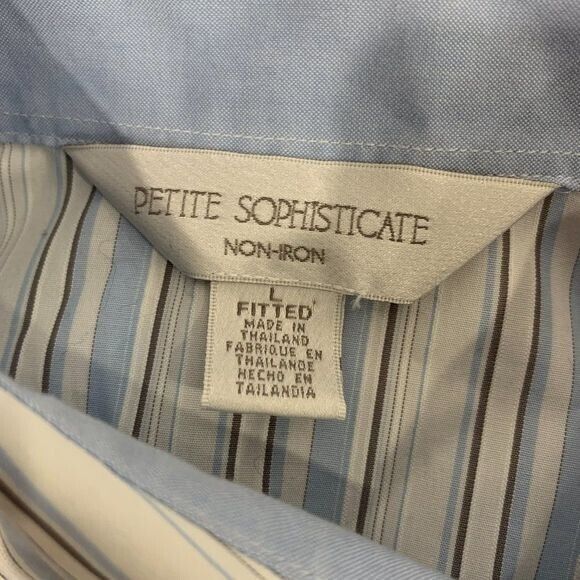 PETITE SOPHISTICATE
NON-IRON
L
FITTED
MADE IN
THAILAND
FABRIQUE EN
THAILANDE
HECHO EN
TAILANDIA